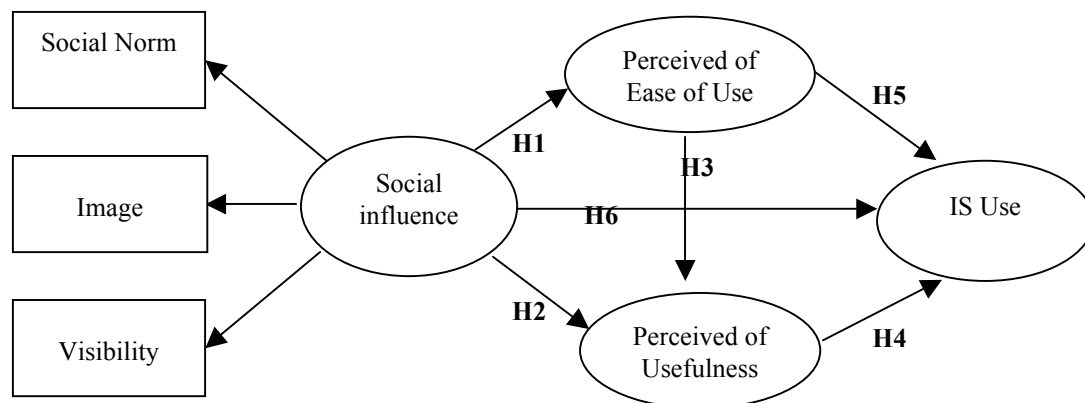 Social Norm
Image
Visibility
Social
influence
H1
H2
Perceived of
Ease of Use
H3
H6
Perceived of
Usefulness
H5
H4
IS Use